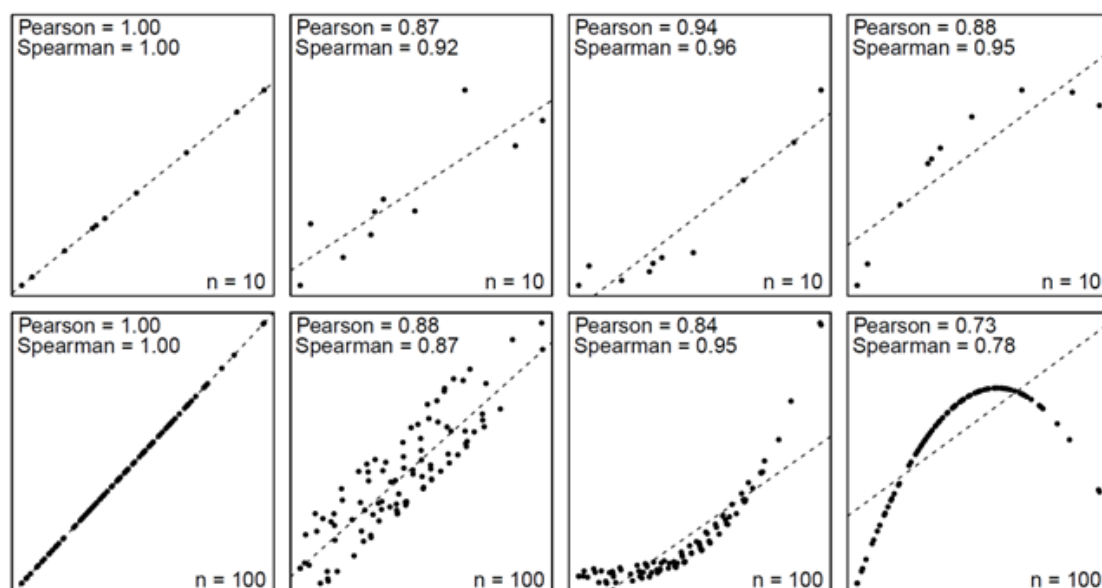 Pearson = 1.00
Spearman = 1.00
n = 10
Pearson = 0.87
Spearman = 0.92
n = 10
Pearson = 0.94
Spearman = 0.96
n = 10
Pearson = 0.88
Spearman = 0.95
n = 10
Pearson = 1.00
Spearman = 1.00
n = 100
Pearson = 0.88
Spearman = 0.87
n = 100
Pearson = 0.84
Spearman = 0.95
n = 100
Pearson = 0.73
Spearman = 0.78
n = 100